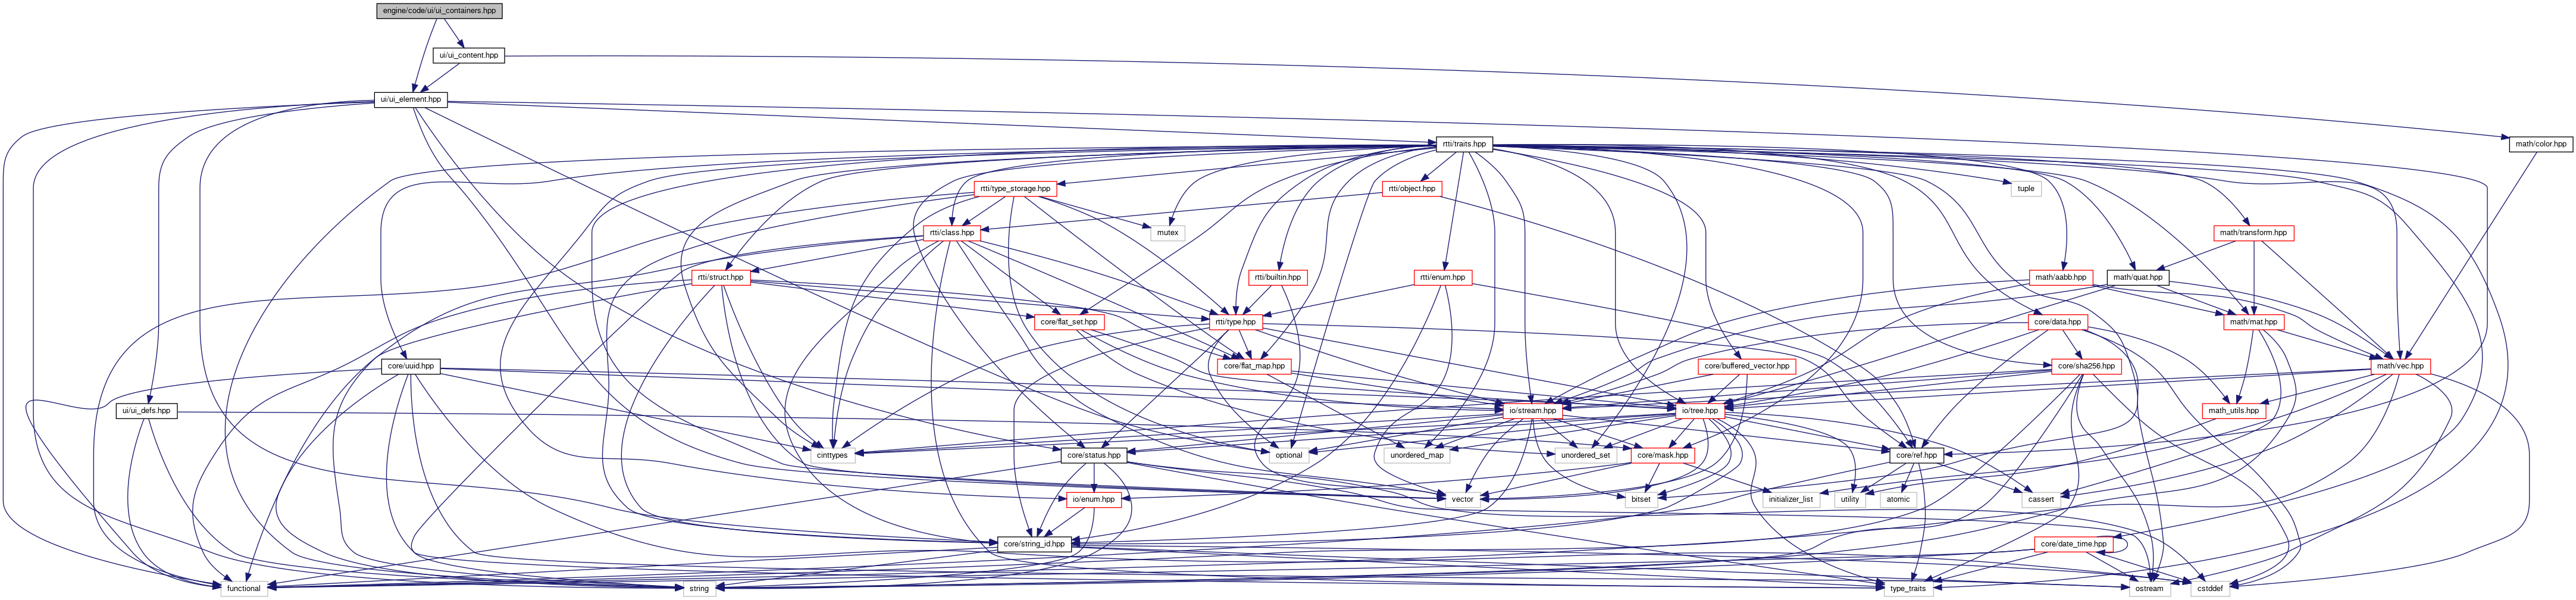 engine/code/ui/ui_containers.hpp
ui/ui_content.hpp
ui/ui_element.hpp
rtti/traits.hpp
math/color.hpp
rtti/type_storage.hpp
rtti/object.hpp
tuple
mutex
rtti/class.hpp
math/transform.hpp
rtti/struct.hpp
rtti/builtin.hpp
rtti/enum.hpp
math/aabb.hpp
math/quat.hpp
core/flat_set.hpp
rtti/type.hpp
core/data.hpp
math/mat.hpp
core/uuid.hpp
core/flat_map.hpp
core/buffered_vector.hpp
core/sha256.hpp
math/vec.hpp
ui/ui_defs.hpp
io/stream.hpp
io/tree.hpp
math_utils.hpp
cinttypes
core/status.hpp
optional
unordered_map
unordered_set
core/mask.hpp
core/ref.hpp
io/enum.hpp
vector
bitset
initializer_list
utility
atomic
cassert
core/string_id.hpp
core/date_time.hpp
functional
string
type_traits
ostream
cstddef